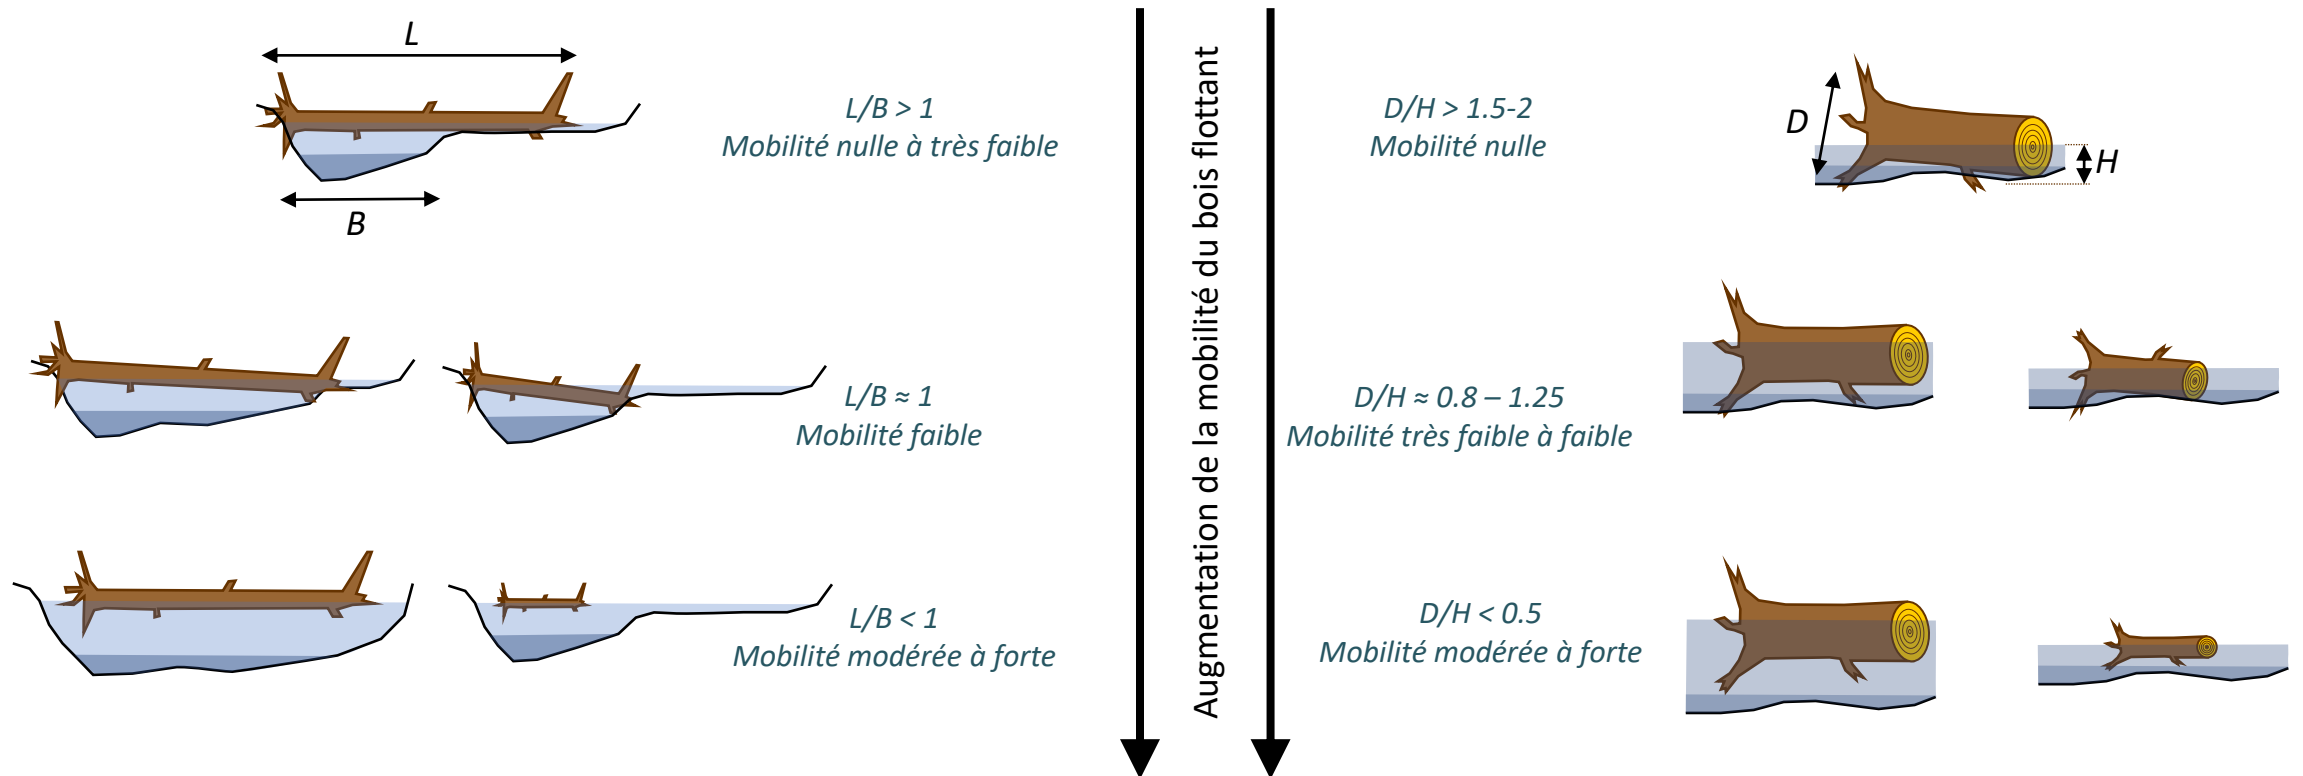 L
B
L/B > 1
Mobilité nulle à très faible
L/B ≈ 1
Mobilité faible
L/B < 1
Mobilité modérée à forte
Augmentation de la mobilité du bois flottant
D/H > 1.5-2
Mobilité nulle
D
H
D/H ≈ 0.8 – 1.25
Mobilité très faible à faible
D/H < 0.5
Mobilité modérée à forte